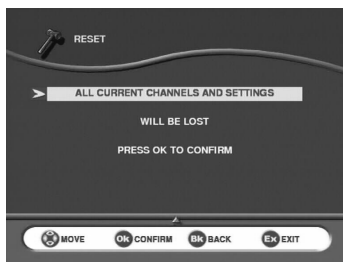 RESET
ALL CURRENT CHANNELS AND SETTINGS
WILL BE LOST
PRESS OK TO CONFIRM
MOVE Ok CONFIRM Bk BACK Ex EXIT